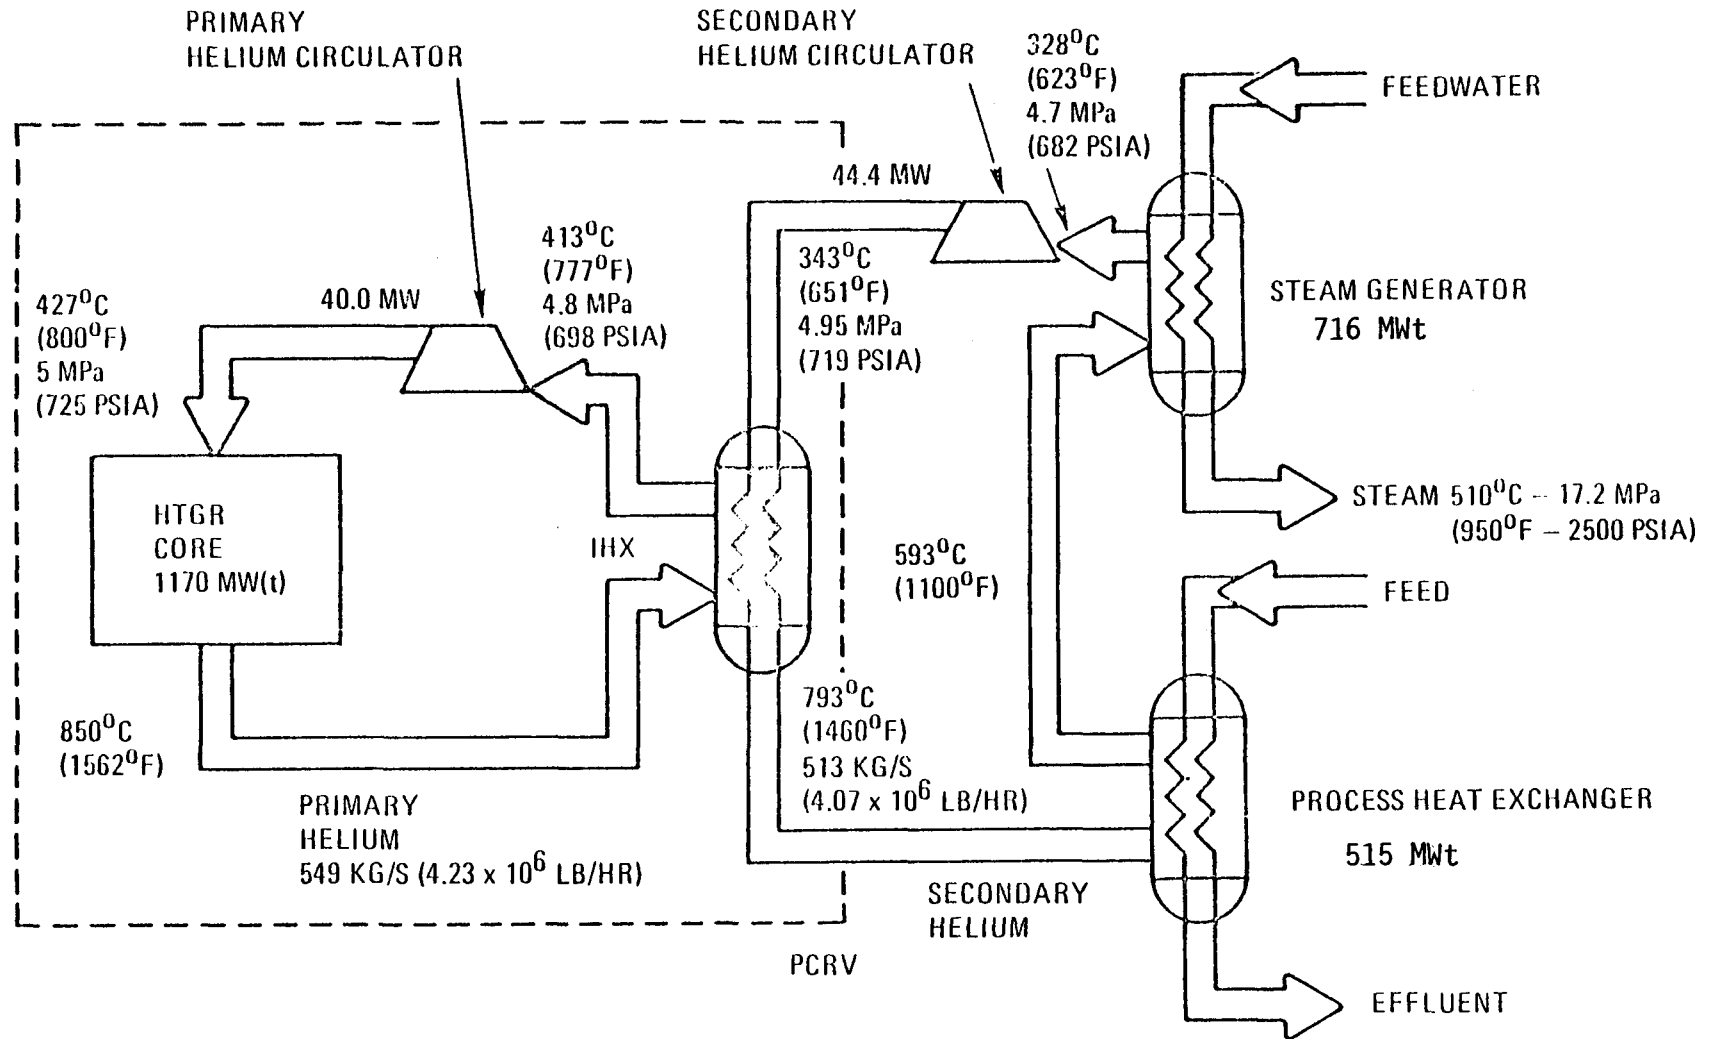 PRIMARY
HELIUM CIRCULATOR
SECONDARY
HELIUM CIRCULATOR
328⁰C
(623⁰F)
4.7 MPa
(682 PSIA)
FEEDWATER
44.4 MW
413⁰C
(777⁰F)
4.8 MPa
(698 PSIA)
343⁰C
(651⁰F)
4.95 MPa
(719 PSIA)
STEAM GENERATOR
716 MWt
427⁰C
(800⁰F)
5 MPa
(725 PSIA)
40.0 MW
HTGR
CORE
1170 MW(t)
IHX
STEAM 510⁰C – 17.2 MPa
(950⁰F – 2500 PSIA)
593⁰C
(1100⁰F)
FEED
850⁰C
(1562⁰F)
793⁰C
(1460⁰F)
513 KG/S
(4.07 x 10⁶ LB/HR)
PRIMARY
HELIUM
549 KG/S (4.23 x 10⁶ LB/HR)
PROCESS HEAT EXCHANGER
515 MWt
SECONDARY
HELIUM
PCRV
EFFLUENT